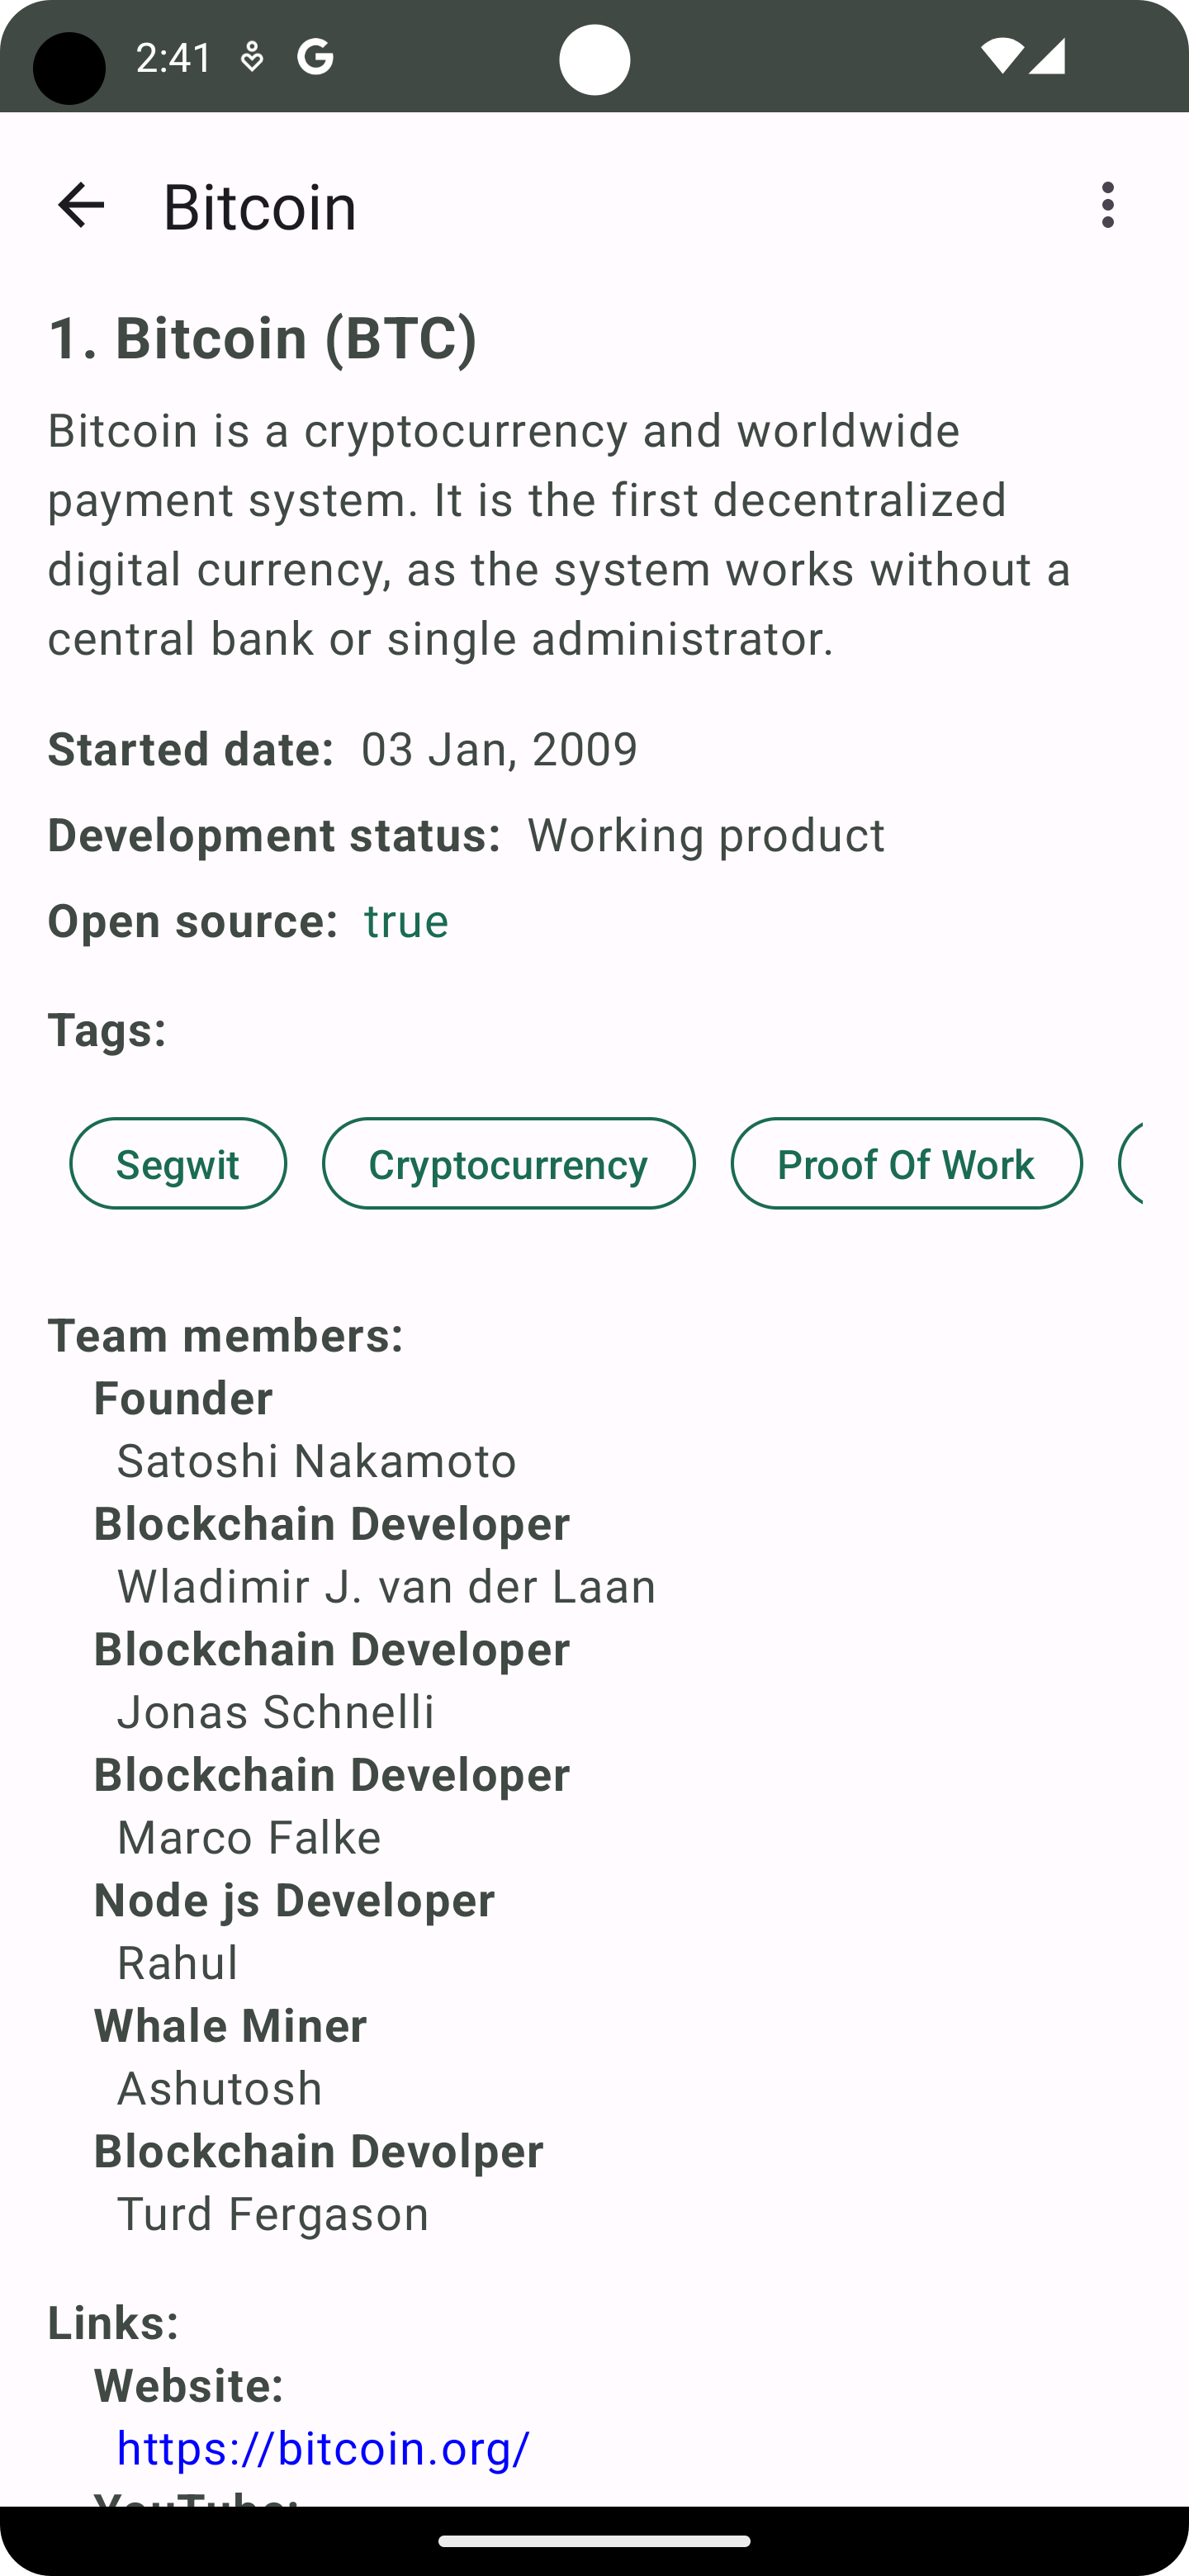 2:41
Bitcoin
1. Bitcoin (BTC)
Bitcoin is a cryptocurrency and worldwide
payment system. It is the first decentralized
digital currency, as the system works without a
central bank or single administrator.
Started date: 03 Jan, 2009
Development status: Working product
Open source: true
Tags:
Segwit Cryptocurrency Proof Of Work
Team members:
Founder
Satoshi Nakamoto
Blockchain Developer
Wladimir J. van der Laan
Blockchain Developer
Jonas Schnelli
Blockchain Developer
Marco Falke
Node js Developer
Rahul
Whale Miner
Ashutosh
Blockchain Devolper
Turd Fergason
Links:
Website:
https://bitcoin.org/
YouTube: